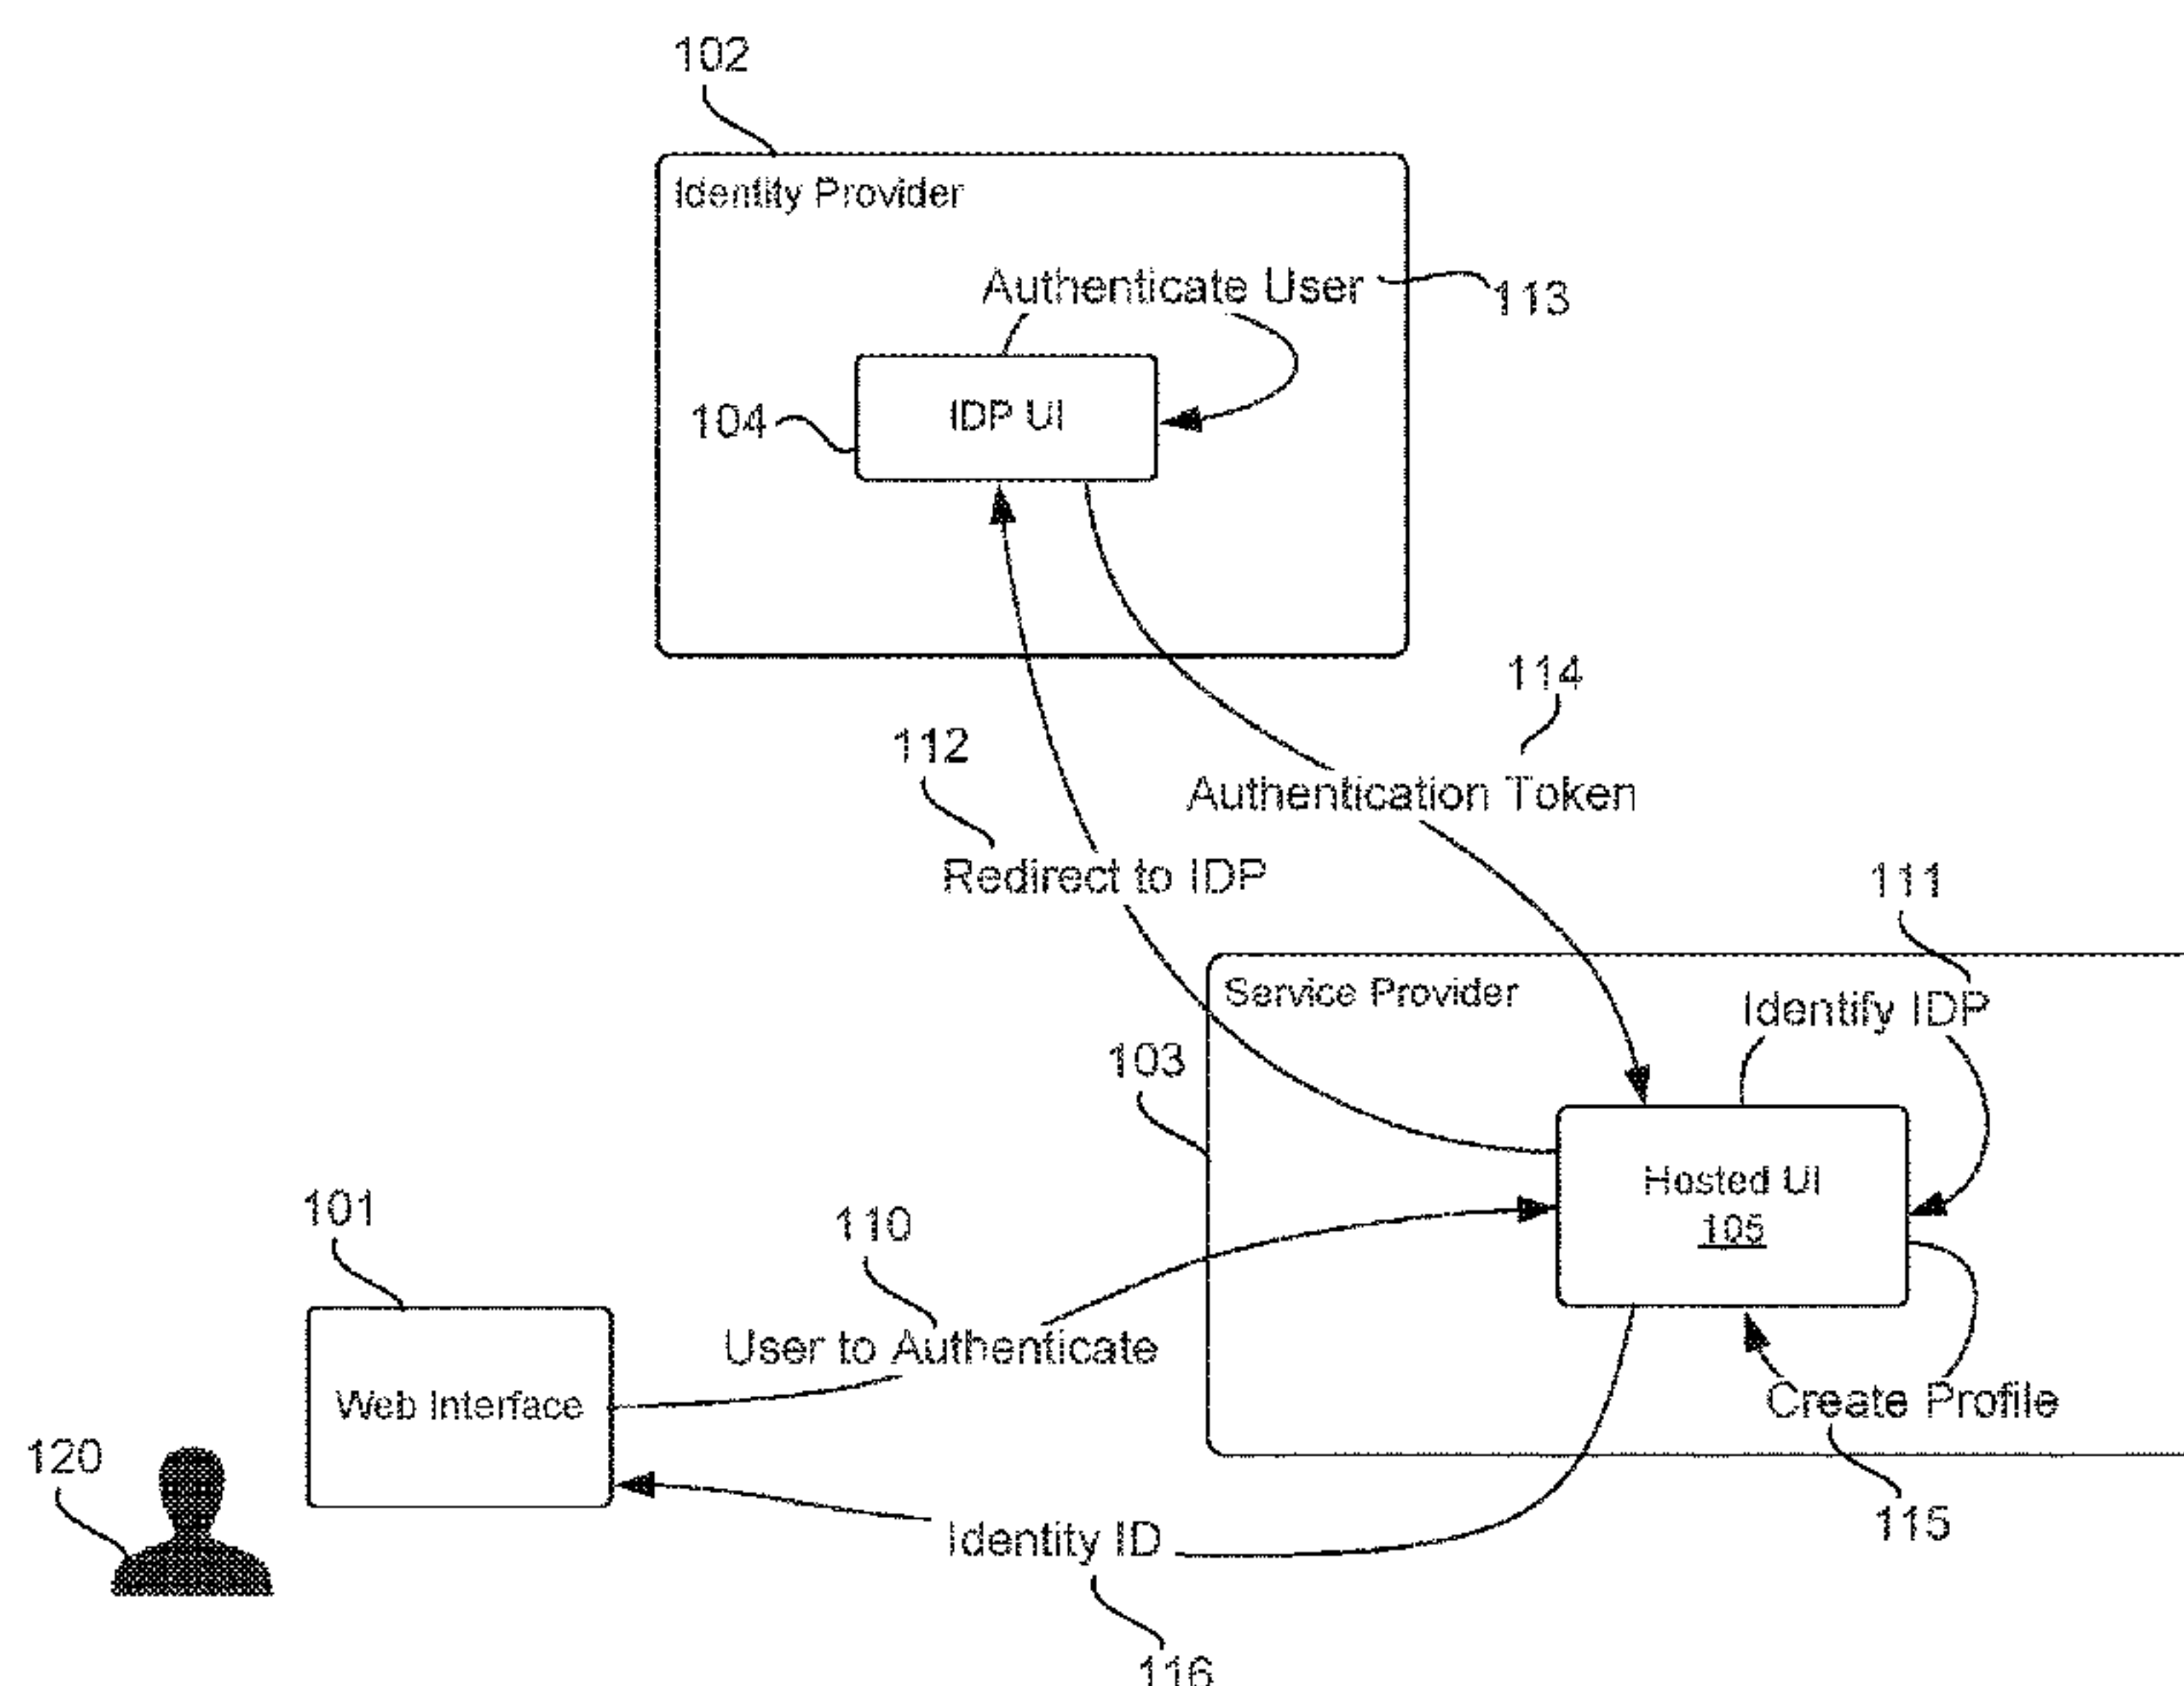 102
Identity Provider
Authenticate User
113
104
IDP UI
114
112
Authentication Token
Redirect to IDP
111
Service Provider
Identify IDP
103
Hosted UI
105
101
110
User to Authenticate
Web Interface
Create Profile
120
115
Identity ID
116